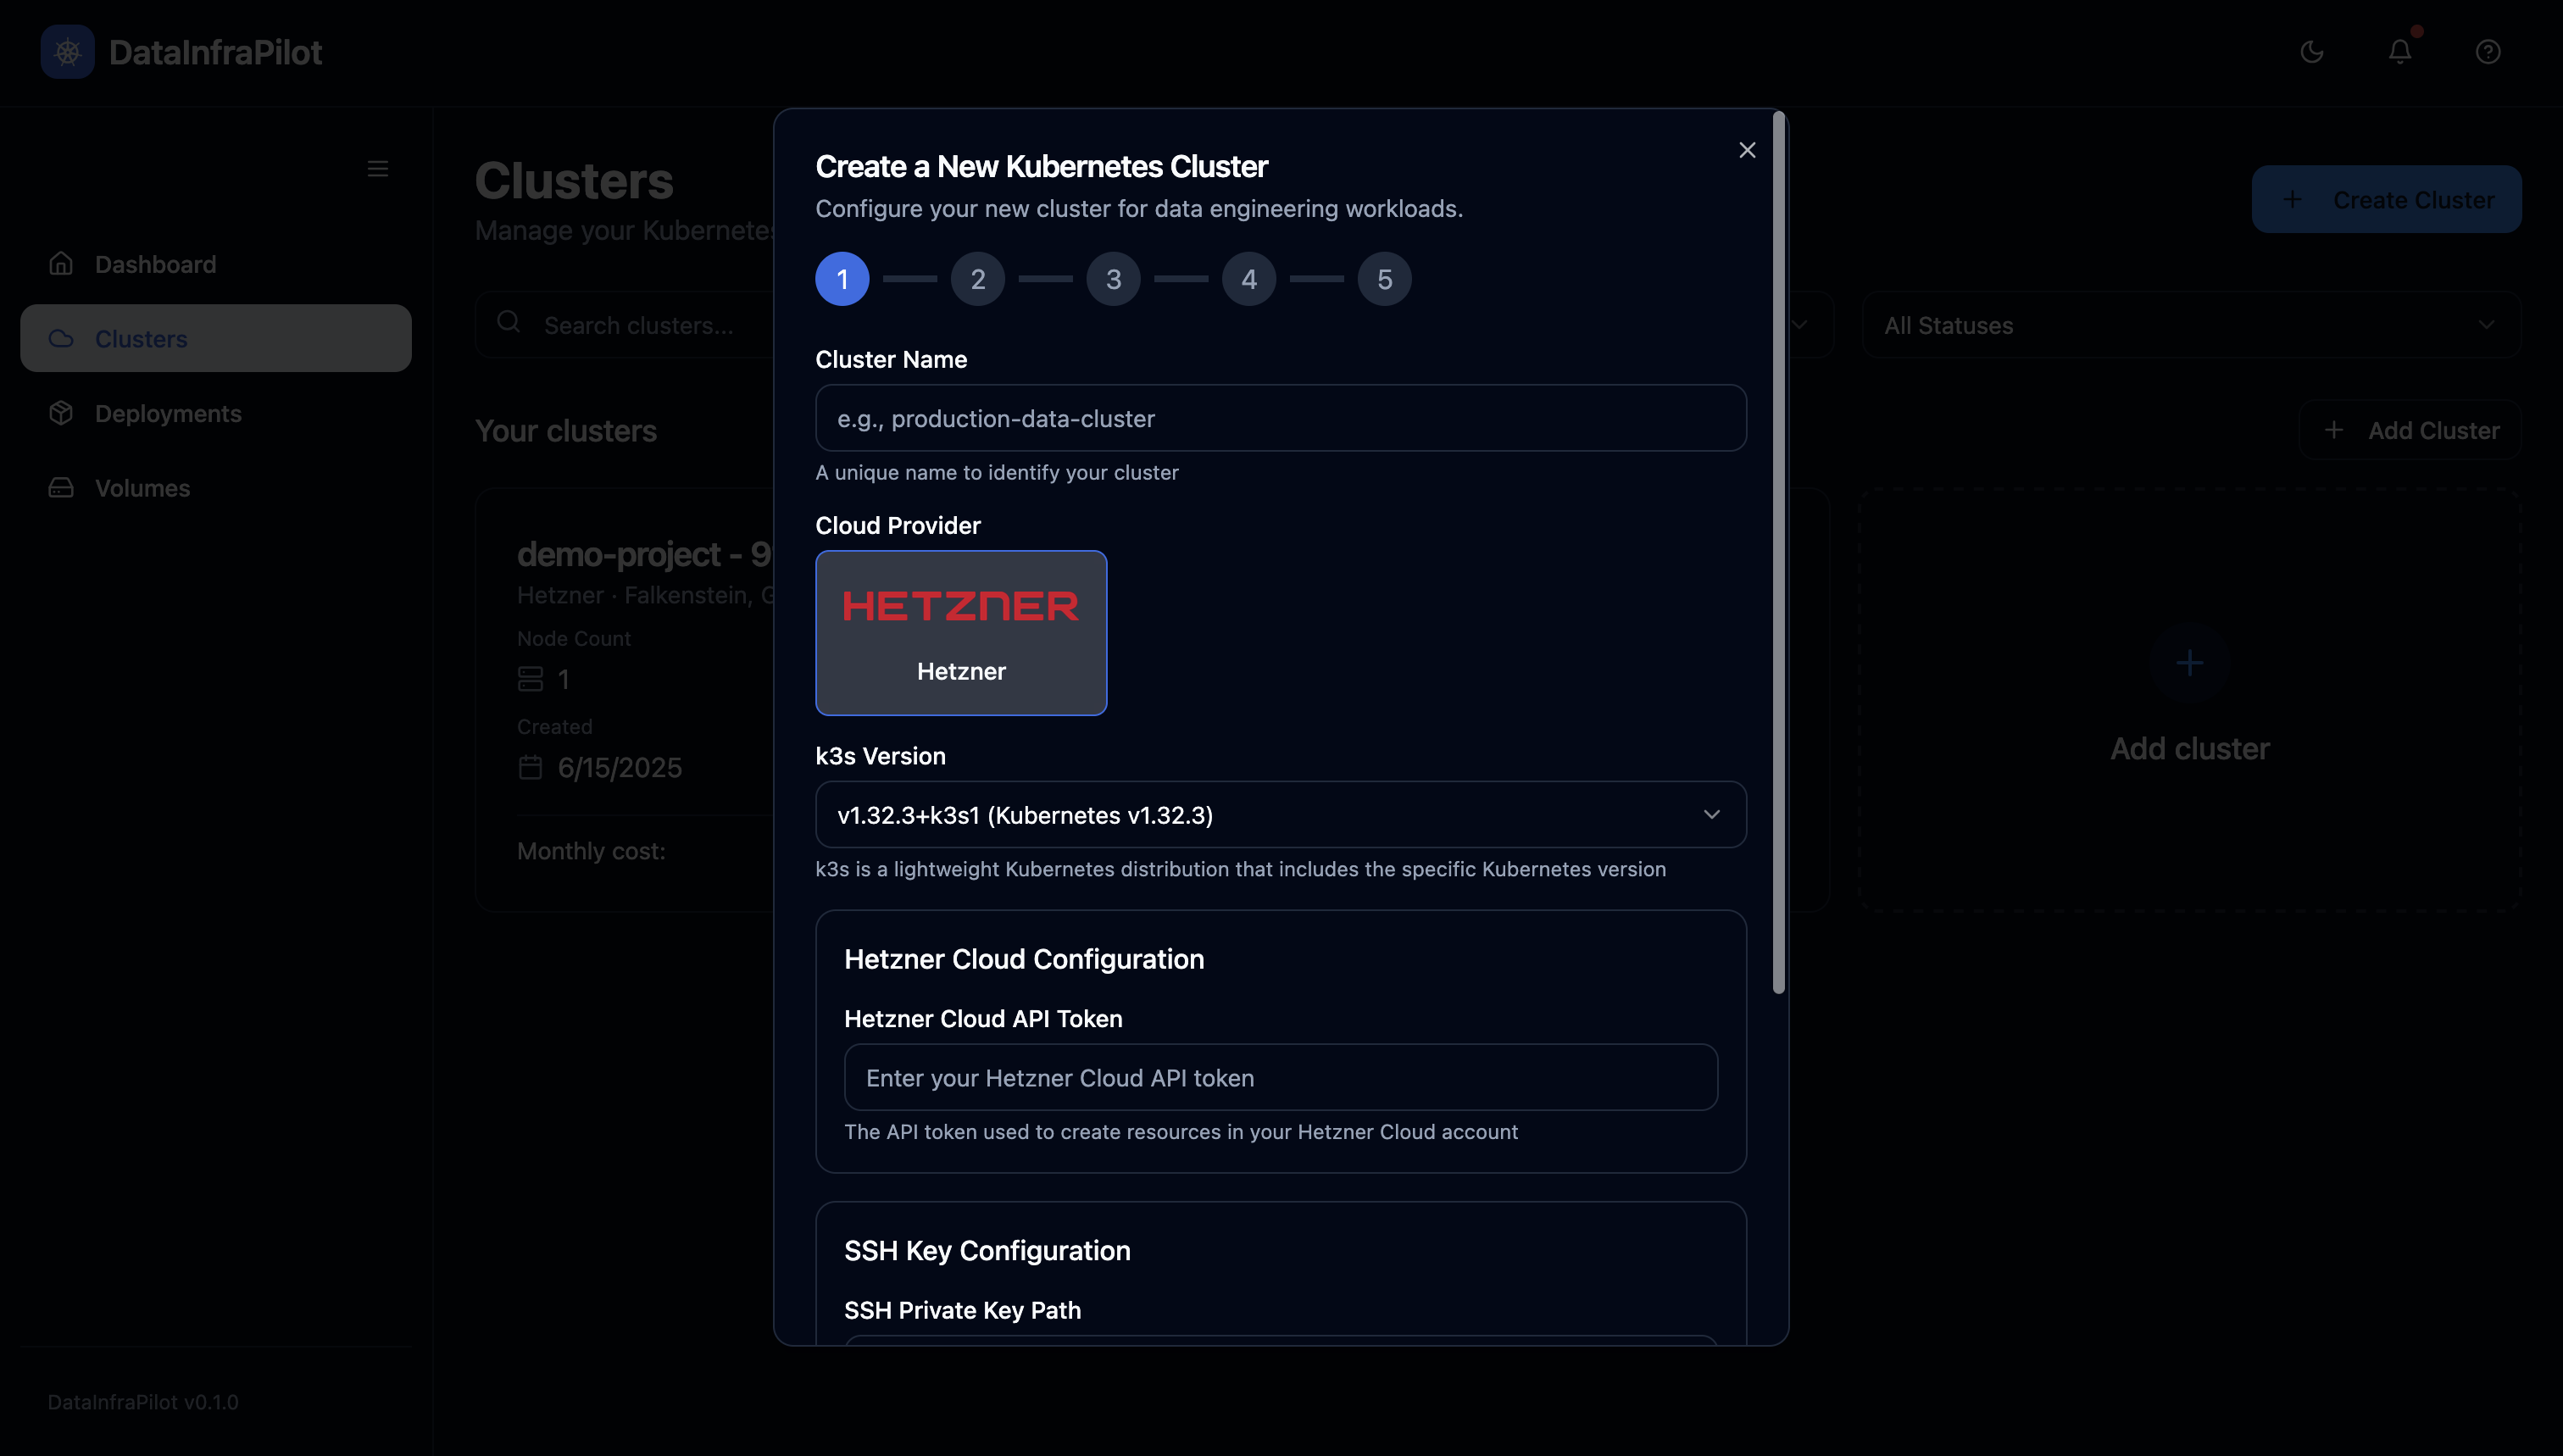 DataInfraPilot
Dashboard
Clusters
Deployments
Volumes
DataInfraPilot v0.1.0
Clusters
Manage your Kubernetes
Create Cluster
Search clusters...
All Statuses
Your clusters
Add Cluster
demo-project - 9
Hetzner · Falkenstein, G
Node Count
1
Created
6/15/2025
Monthly cost:
Add cluster
Create a New Kubernetes Cluster
Configure your new cluster for data engineering workloads.
1 2 3 4 5
Cluster Name
e.g., production-data-cluster
A unique name to identify your cluster
Cloud Provider
HETZNER
Hetzner
k3s Version
v1.32.3+k3s1 (Kubernetes v1.32.3)
k3s is a lightweight Kubernetes distribution that includes the specific Kubernetes version
Hetzner Cloud Configuration
Hetzner Cloud API Token
Enter your Hetzner Cloud API token
The API token used to create resources in your Hetzner Cloud account
SSH Key Configuration
SSH Private Key Path